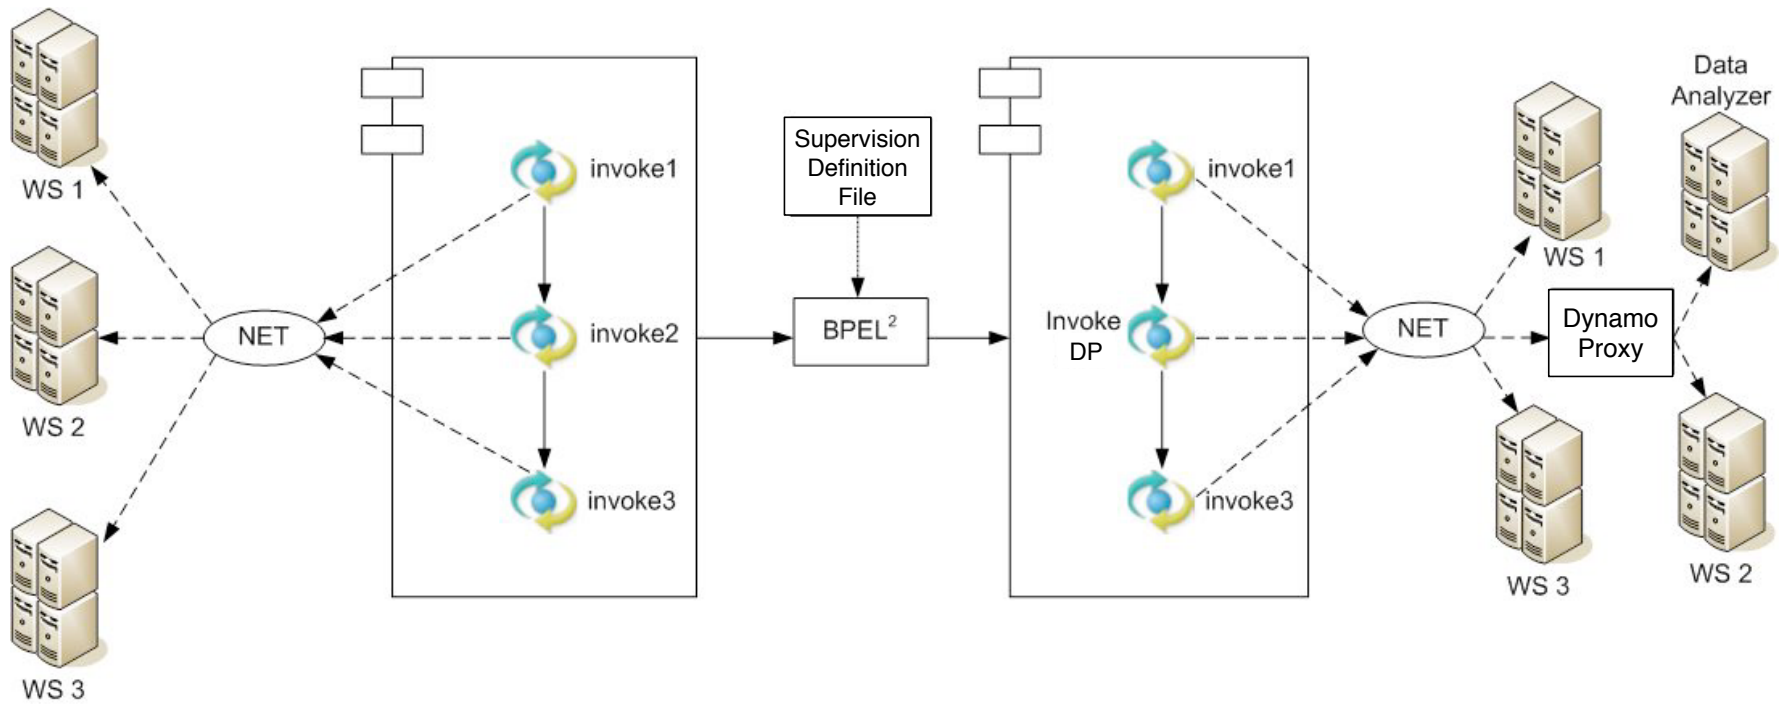 WS 1
WS 2
WS 3
NET
invoke1
invoke2
invoke3
Supervision
Definition
File
BPEL²
invoke1
Invoke
DP
invoke3
NET
WS 1
Dynamo
Proxy
WS 3
Data
Analyzer
WS 2